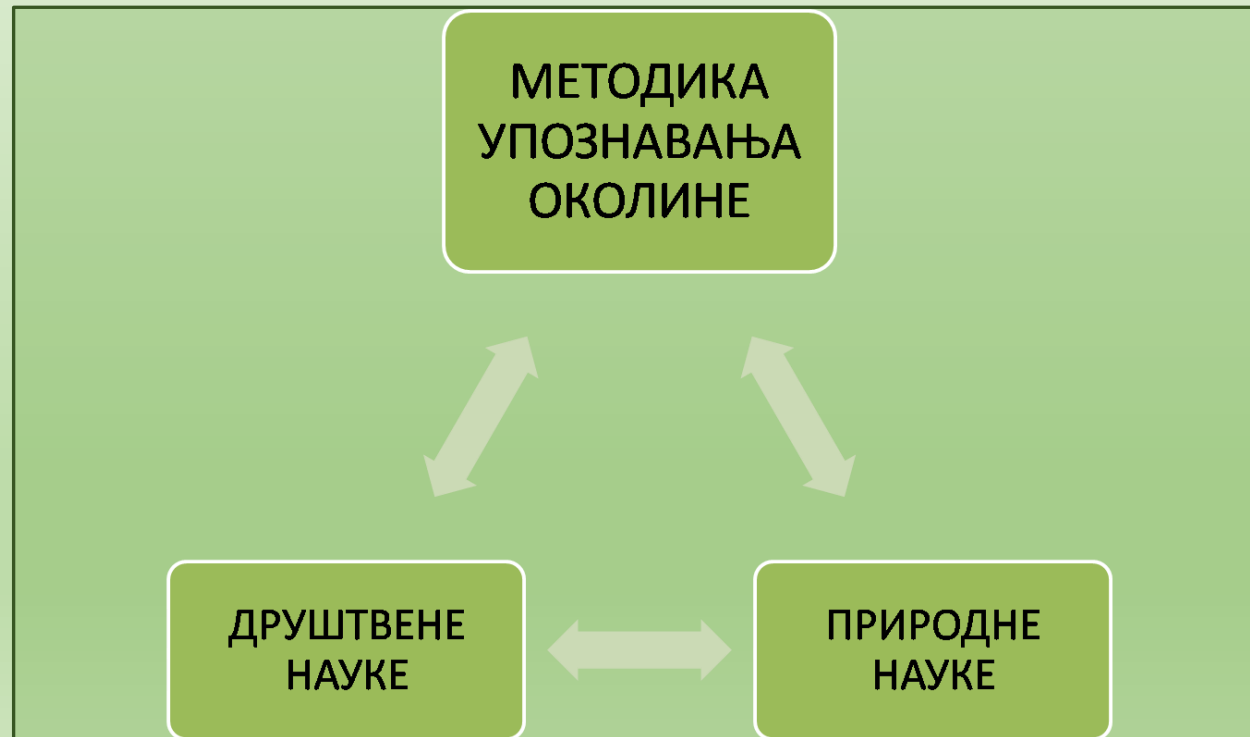 МЕТОДИКА
УПОЗНАВАЊА
ОКОЛИНЕ
ДРУШТВЕНЕ
НАУКЕ
ПРИРОДНЕ
НАУКЕ